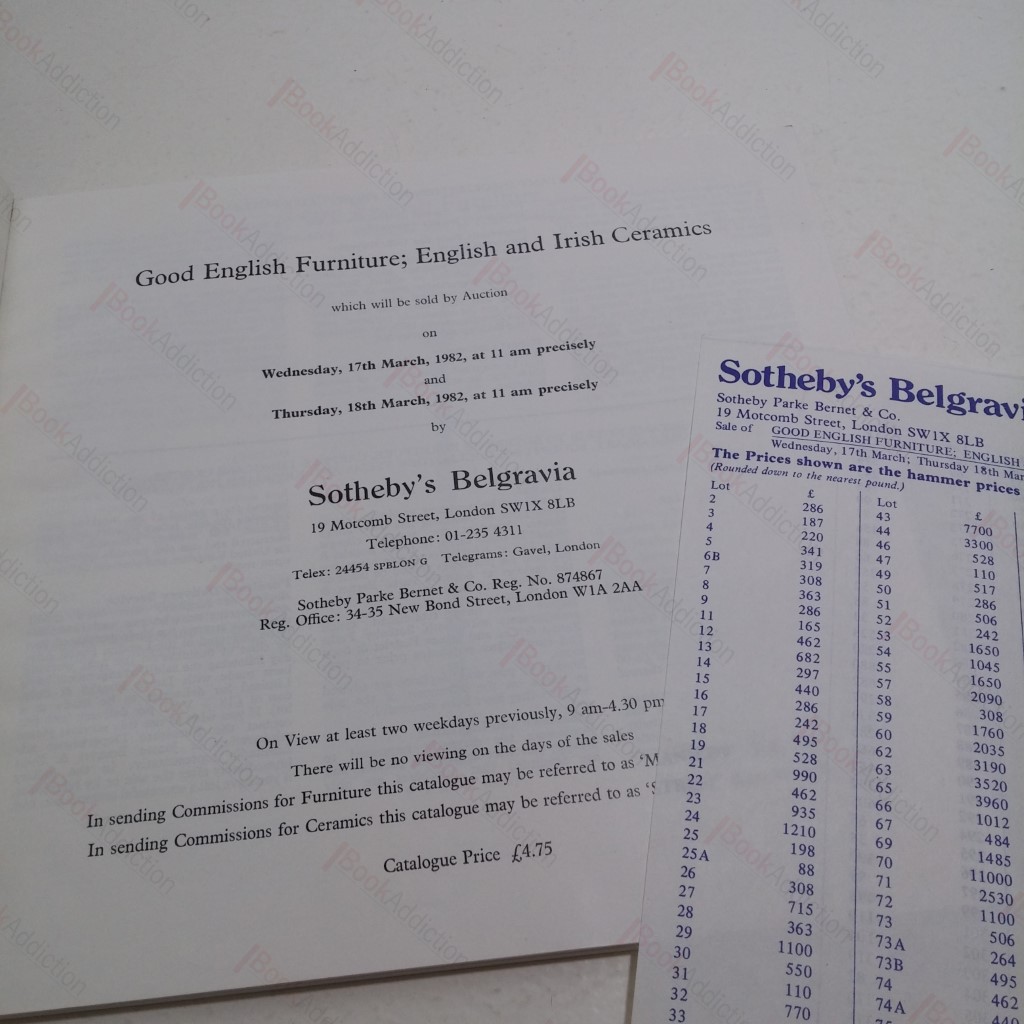 Good English Furniture; English and Irish Ceramics
which will be sold by Auction
on
Wednesday, 17th March, 1982, at 11 am precisely
and
Thursday, 18th March, 1982, at 11 am precisely
by
Sotheby's Belgravia
19 Motcomb Street, London SW1X 8LB
Telephone: 01-235 4311
Telex: 24454 SPBLON G Telegrams: Gavel, London
Sotheby Parke Bernet & Co. Reg. No. 874867
Reg. Office: 34-35 New Bond Street, London W1A 2AA
On View at least two weekdays previously, 9 am-4.30 pm
There will be no viewing on the days of the sales
In sending Commissions for Furniture this catalogue may be referred to as 'M
In sending Commissions for Ceramics this catalogue may be referred to as 'S
Catalogue Price £4.75
Sotheby's Belgravi
Sotheby Parke Bernet & Co.
19 Motcomb Street, London SW1X 8LB
Sale of GOOD ENGLISH FURNITURE; ENGLISH
Wednesday, 17th March; Thursday 18th Mar
The Prices shown are the hammer prices
(Rounded down to the nearest pound.)
Lot £ Lot £
2 286 43 7700
3 187 44 3300
4 220 46 528
5 341 47 110
6B 319 49 517
7 308 50 286
8 363 51 506
9 286 52 242
11 165 53 1650
12 462 54 1045
13 682 55 1650
14 297 57 2090
15 440 58 308
16 286 59 1760
17 242 60 2035
18 495 62 3190
19 528 63 3520
21 990 65 3960
22 462 66 1012
23 935 67 484
24 1210 69 1485
25 198 70 11000
25A 88 71 2530
26 308 72 1100
27 715 73 506
28 363 73A 264
29 1100 73B 495
30 550 74 462
31 110 74A 440
32 770 75
33
BookAddiction